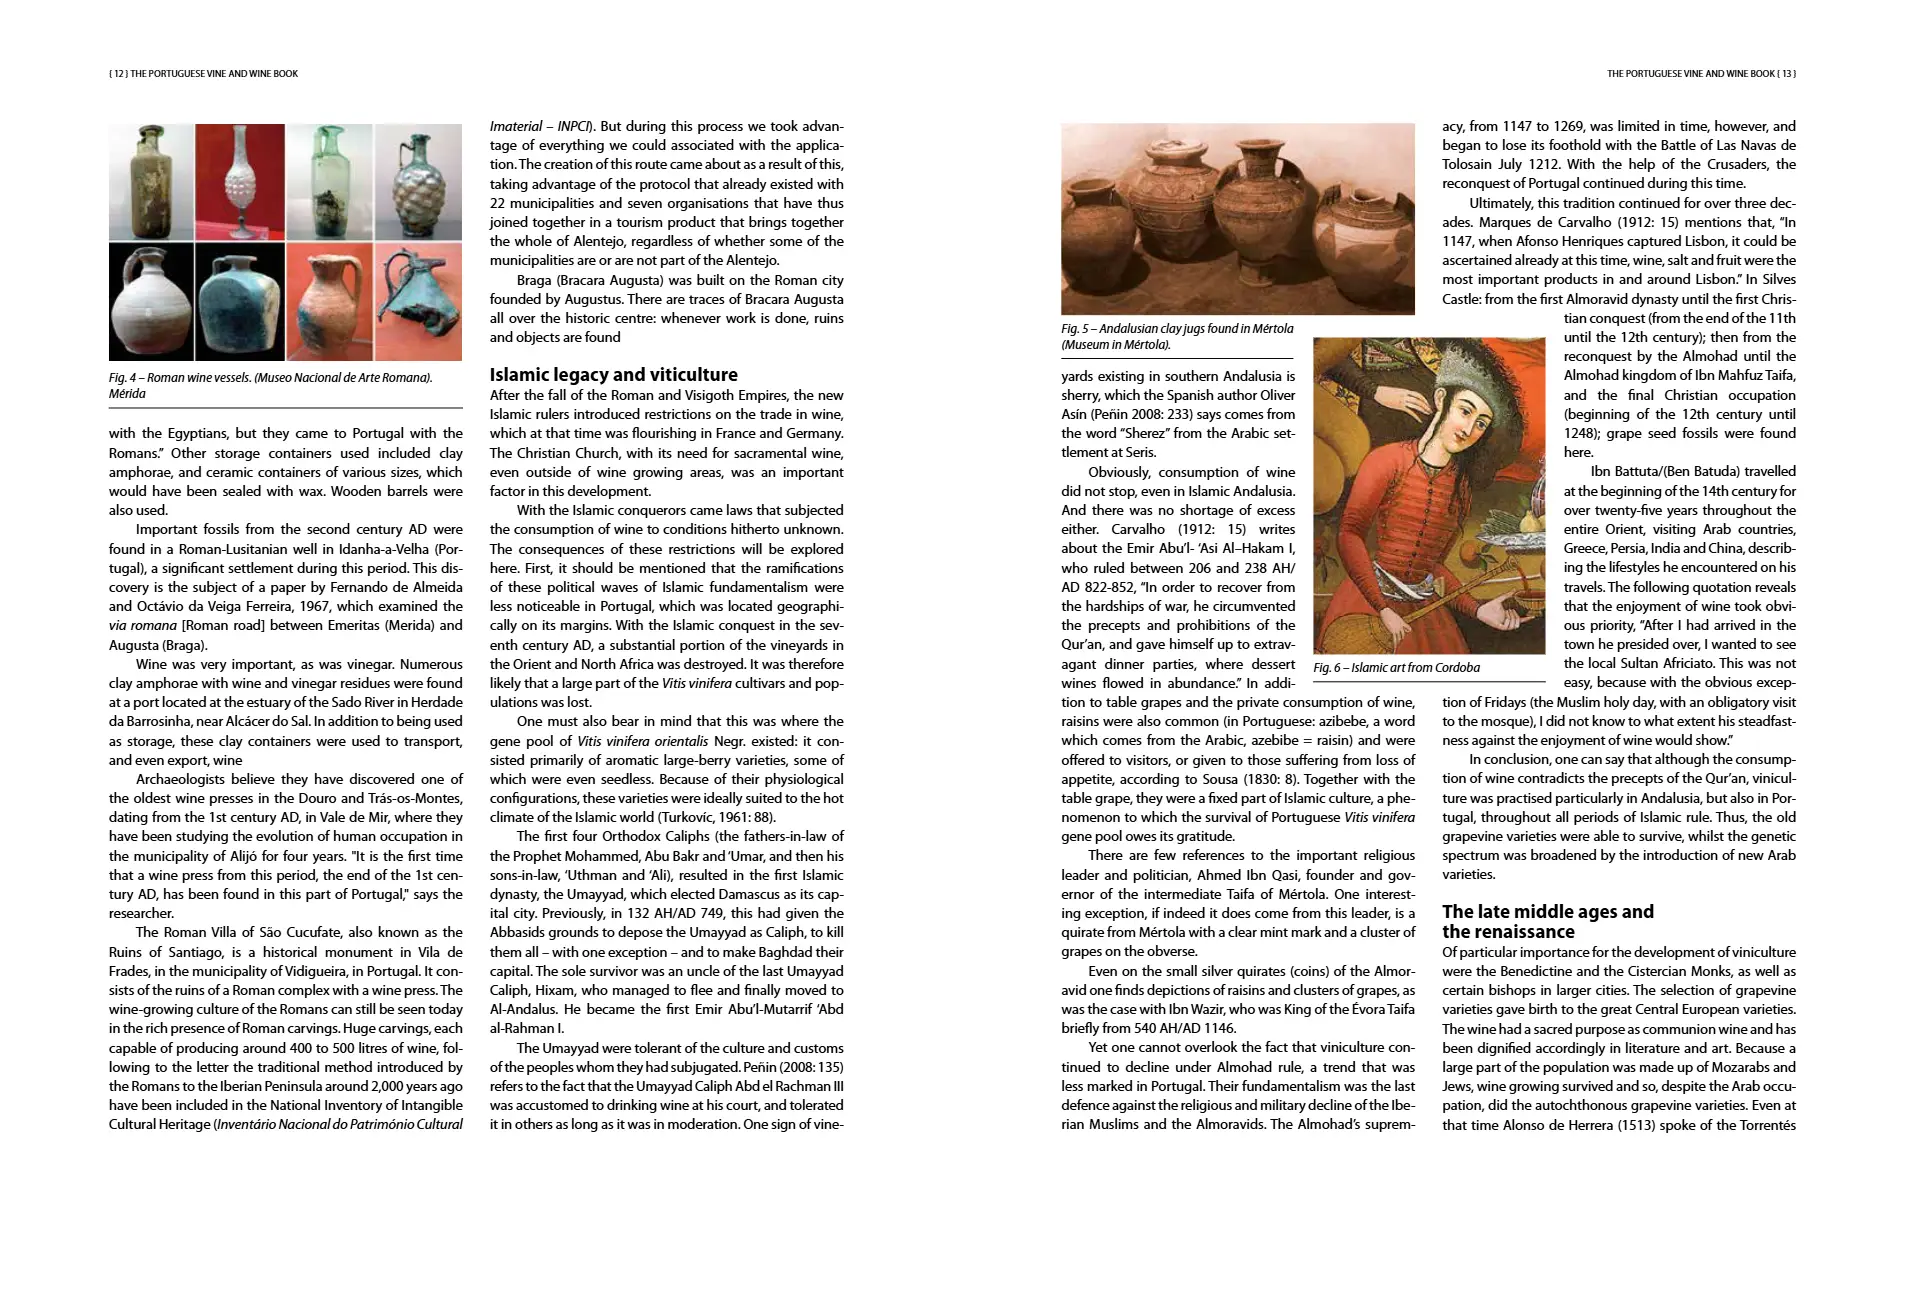 { 12 } THE PORTUGUESE VINE AND WINE BOOK
Fig. 4 – Roman wine vessels. (Museo Nacional de Arte Romana).
Mérida
with the Egyptians, but they came to Portugal with the
Romans.” Other storage containers used included clay
amphorae, and ceramic containers of various sizes, which
would have been sealed with wax. Wooden barrels were
also used.
Important fossils from the second century AD were
found in a Roman-Lusitanian well in Idanha-a-Velha (Por-
tugal), a significant settlement during this period. This dis-
covery is the subject of a paper by Fernando de Almeida
and Octávio da Veiga Ferreira, 1967, which examined the
via romana [Roman road] between Emeritas (Merida) and
Augusta (Braga).
Wine was very important, as was vinegar. Numerous
clay amphorae with wine and vinegar residues were found
at a port located at the estuary of the Sado River in Herdade
da Barrosinha, near Alcácer do Sal. In addition to being used
as storage, these clay containers were used to transport,
and even export, wine
Archaeologists believe they have discovered one of
the oldest wine presses in the Douro and Trás-os-Montes,
dating from the 1st century AD, in Vale de Mir, where they
have been studying the evolution of human occupation in
the municipality of Alijó for four years. "It is the first time
that a wine press from this period, the end of the 1st cen-
tury AD, has been found in this part of Portugal," says the
researcher.
The Roman Villa of São Cucufate, also known as the
Ruins of Santiago, is a historical monument in Vila de
Frades, in the municipality of Vidigueira, in Portugal. It con-
sists of the ruins of a Roman complex with a wine press. The
wine-growing culture of the Romans can still be seen today
in the rich presence of Roman carvings. Huge carvings, each
capable of producing around 400 to 500 litres of wine, fol-
lowing to the letter the traditional method introduced by
the Romans to the Iberian Peninsula around 2,000 years ago
have been included in the National Inventory of Intangible
Cultural Heritage (Inventário Nacional do Património Cultural
Imaterial – INPCI). But during this process we took advan-
tage of everything we could associated with the applica-
tion. The creation of this route came about as a result of this,
taking advantage of the protocol that already existed with
22 municipalities and seven organisations that have thus
joined together in a tourism product that brings together
the whole of Alentejo, regardless of whether some of the
municipalities are or are not part of the Alentejo.
Braga (Bracara Augusta) was built on the Roman city
founded by Augustus. There are traces of Bracara Augusta
all over the historic centre: whenever work is done, ruins
and objects are found
Islamic legacy and viticulture
After the fall of the Roman and Visigoth Empires, the new
Islamic rulers introduced restrictions on the trade in wine,
which at that time was flourishing in France and Germany.
The Christian Church, with its need for sacramental wine,
even outside of wine growing areas, was an important
factor in this development.
With the Islamic conquerors came laws that subjected
the consumption of wine to conditions hitherto unknown.
The consequences of these restrictions will be explored
here. First, it should be mentioned that the ramifications
of these political waves of Islamic fundamentalism were
less noticeable in Portugal, which was located geographi-
cally on its margins. With the Islamic conquest in the sev-
enth century AD, a substantial portion of the vineyards in
the Orient and North Africa was destroyed. It was therefore
likely that a large part of the Vitis vinifera cultivars and pop-
ulations was lost.
One must also bear in mind that this was where the
gene pool of Vitis vinifera orientalis Negr. existed: it con-
sisted primarily of aromatic large-berry varieties, some of
which were even seedless. Because of their physiological
configurations, these varieties were ideally suited to the hot
climate of the Islamic world (Turkovíc, 1961: 88).
The first four Orthodox Caliphs (the fathers-in-law of
the Prophet Mohammed, Abu Bakr and ‘Umar, and then his
sons-in-law, ‘Uthman and ‘Ali), resulted in the first Islamic
dynasty, the Umayyad, which elected Damascus as its cap-
ital city. Previously, in 132 AH/AD 749, this had given the
Abbasids grounds to depose the Umayyad as Caliph, to kill
them all – with one exception – and to make Baghdad their
capital. The sole survivor was an uncle of the last Umayyad
Caliph, Hixam, who managed to flee and finally moved to
Al-Andalus. He became the first Emir Abu’l-Mutarrif ‘Abd
al-Rahman I.
The Umayyad were tolerant of the culture and customs
of the peoples whom they had subjugated. Peñin (2008: 135)
refers to the fact that the Umayyad Caliph Abd el Rachman III
was accustomed to drinking wine at his court, and tolerated
it in others as long as it was in moderation. One sign of vine-
THE PORTUGUESE VINE AND WINE BOOK { 13 }
Fig. 5 – Andalusian clay jugs found in Mértola
(Museum in Mértola).
yards existing in southern Andalusia is
sherry, which the Spanish author Oliver
Asín (Peñin 2008: 233) says comes from
the word “Sherez” from the Arabic set-
tlement at Seris.
Obviously, consumption of wine
did not stop, even in Islamic Andalusia.
And there was no shortage of excess
either. Carvalho (1912: 15) writes
about the Emir Abu’l- ‘Asi Al–Hakam I,
who ruled between 206 and 238 AH/
AD 822-852, “In order to recover from
the hardships of war, he circumvented
the precepts and prohibitions of the
Qur’an, and gave himself up to extrav-
agant dinner parties, where dessert
wines flowed in abundance.” In addi-
tion to table grapes and the private consumption of wine,
raisins were also common (in Portuguese: azibebe, a word
which comes from the Arabic, azebibe = raisin) and were
offered to visitors, or given to those suffering from loss of
appetite, according to Sousa (1830: 8). Together with the
table grape, they were a fixed part of Islamic culture, a phe-
nomenon to which the survival of Portuguese Vitis vinifera
gene pool owes its gratitude.
There are few references to the important religious
leader and politician, Ahmed Ibn Qasi, founder and gov-
ernor of the intermediate Taifa of Mértola. One interest-
ing exception, if indeed it does come from this leader, is a
quirate from Mértola with a clear mint mark and a cluster of
grapes on the obverse.
Even on the small silver quirates (coins) of the Almor-
avid one finds depictions of raisins and clusters of grapes, as
was the case with Ibn Wazir, who was King of the Évora Taifa
briefly from 540 AH/AD 1146.
Yet one cannot overlook the fact that viniculture con-
tinued to decline under Almohad rule, a trend that was
less marked in Portugal. Their fundamentalism was the last
defence against the religious and military decline of the Ibe-
rian Muslims and the Almoravids. The Almohad’s suprem-
Fig. 6 – Islamic art from Cordoba
acy, from 1147 to 1269, was limited in time, however, and
began to lose its foothold with the Battle of Las Navas de
Tolosain July 1212. With the help of the Crusaders, the
reconquest of Portugal continued during this time.
Ultimately, this tradition continued for over three dec-
ades. Marques de Carvalho (1912: 15) mentions that, “In
1147, when Afonso Henriques captured Lisbon, it could be
ascertained already at this time, wine, salt and fruit were the
most important products in and around Lisbon.” In Silves
Castle: from the first Almoravid dynasty until the first Chris-
tian conquest (from the end of the 11th
until the 12th century); then from the
reconquest by the Almohad until the
Almohad kingdom of Ibn Mahfuz Taifa,
and the final Christian occupation
(beginning of the 12th century until
1248); grape seed fossils were found
here.
Ibn Battuta/(Ben Batuda) travelled
at the beginning of the 14th century for
over twenty-five years throughout the
entire Orient, visiting Arab countries,
Greece, Persia, India and China, describ-
ing the lifestyles he encountered on his
travels. The following quotation reveals
that the enjoyment of wine took obvi-
ous priority, “After I had arrived in the
town he presided over, I wanted to see
the local Sultan Africiato. This was not
easy, because with the obvious excep-
tion of Fridays (the Muslim holy day, with an obligatory visit
to the mosque), I did not know to what extent his steadfast-
ness against the enjoyment of wine would show.”
In conclusion, one can say that although the consump-
tion of wine contradicts the precepts of the Qur’an, vinicul-
ture was practised particularly in Andalusia, but also in Por-
tugal, throughout all periods of Islamic rule. Thus, the old
grapevine varieties were able to survive, whilst the genetic
spectrum was broadened by the introduction of new Arab
varieties.
The late middle ages and
the renaissance
Of particular importance for the development of viniculture
were the Benedictine and the Cistercian Monks, as well as
certain bishops in larger cities. The selection of grapevine
varieties gave birth to the great Central European varieties.
The wine had a sacred purpose as communion wine and has
been dignified accordingly in literature and art. Because a
large part of the population was made up of Mozarabs and
Jews, wine growing survived and so, despite the Arab occu-
pation, did the autochthonous grapevine varieties. Even at
that time Alonso de Herrera (1513) spoke of the Torrentés